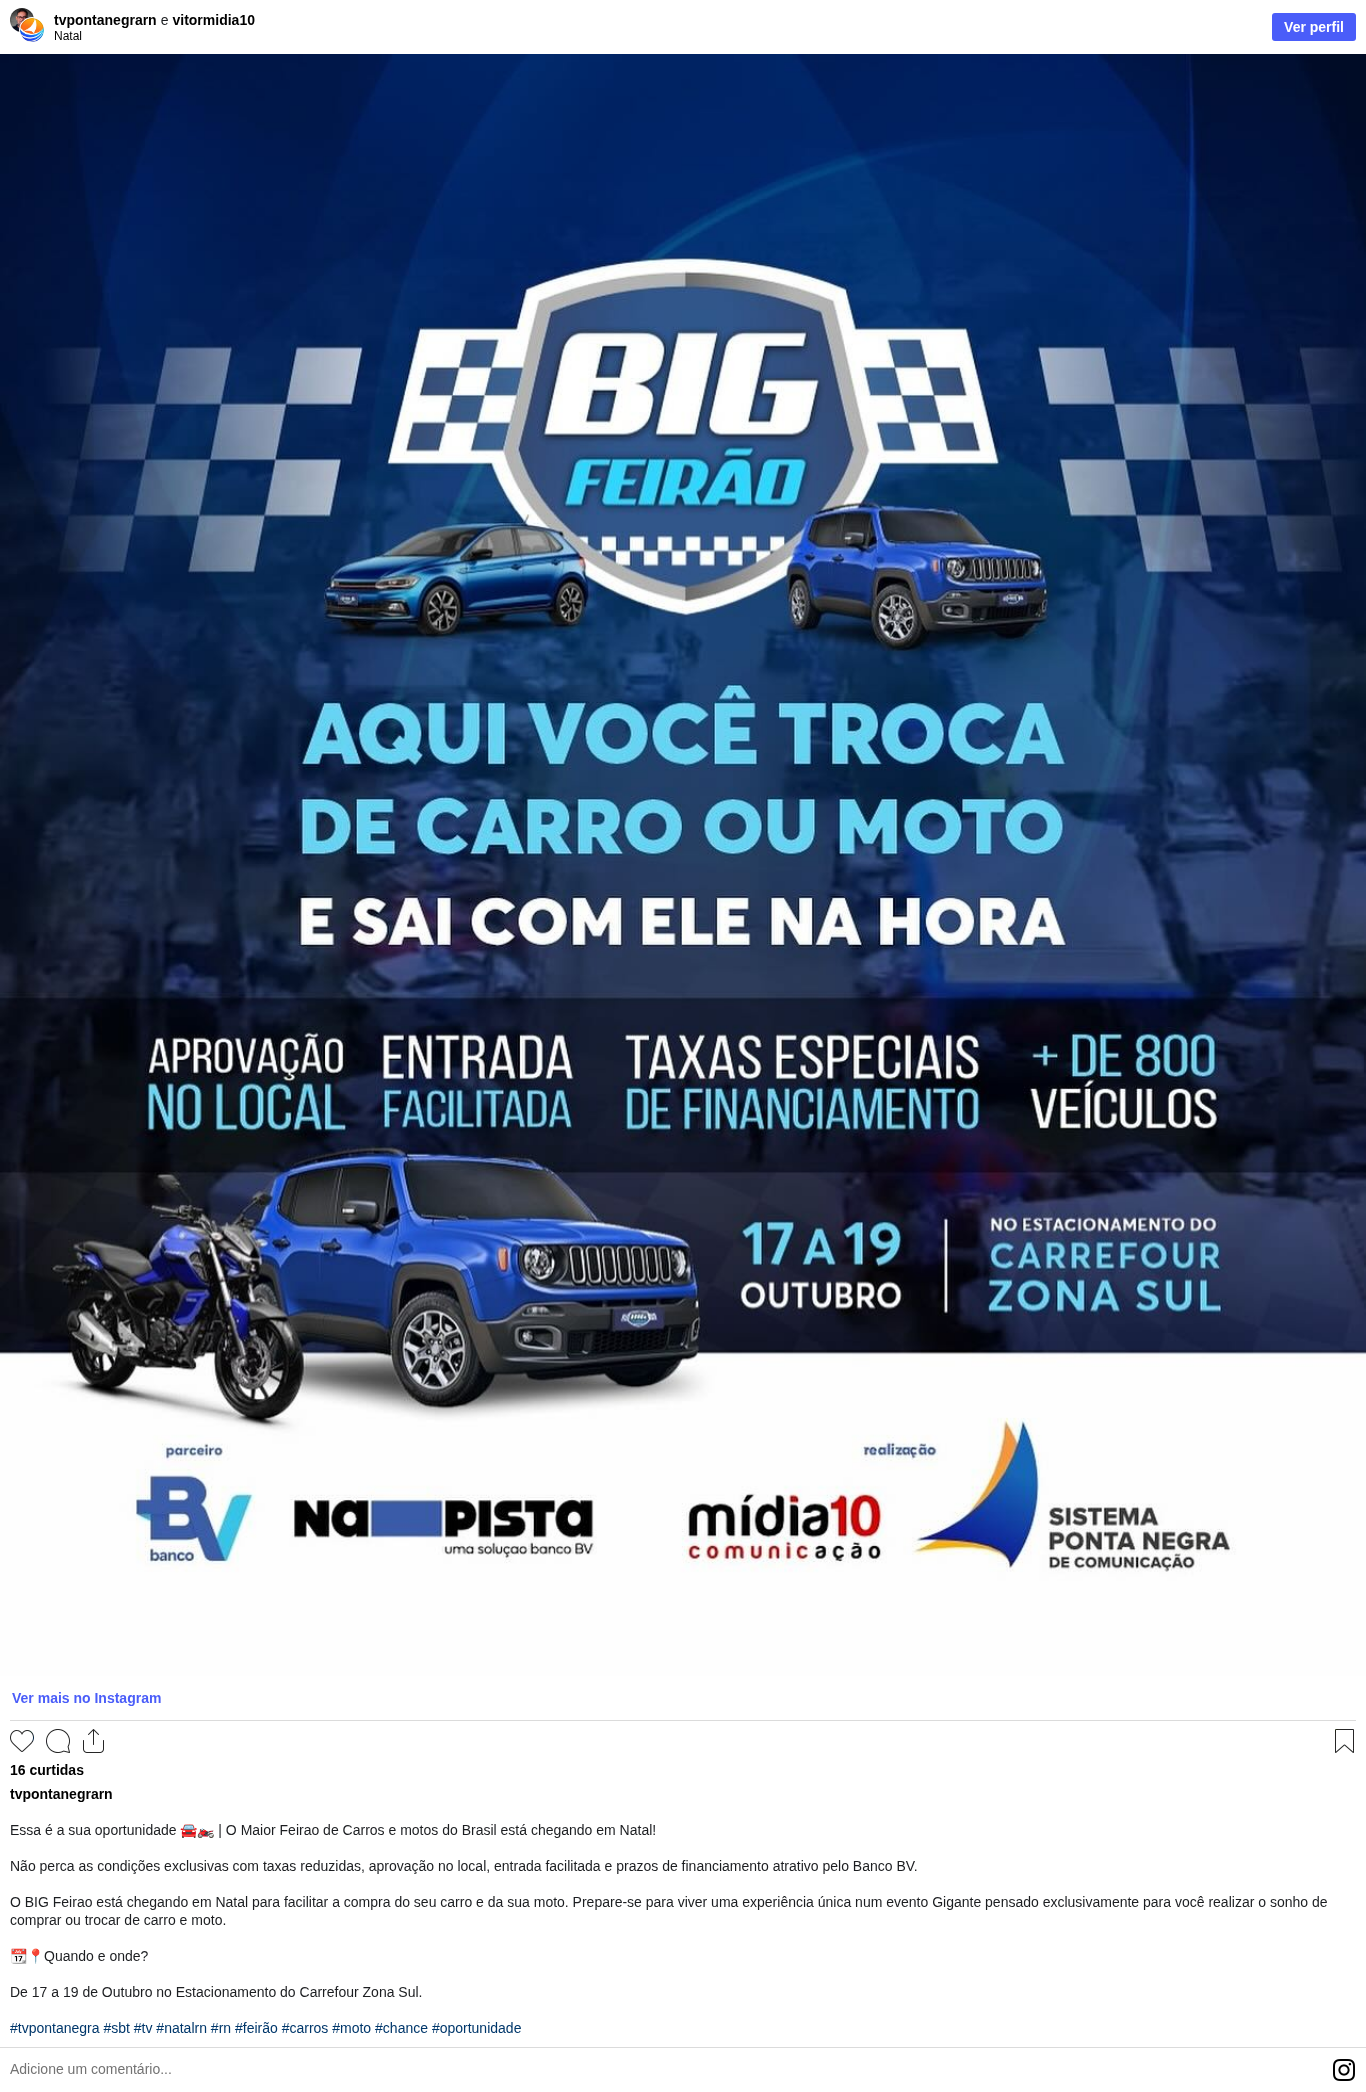 tvpontanegrarn e vitormidia10
Natal
Ver perfil
BIG
FEIRÃO
AQUI VOCÊ TROCA
DE CARRO OU MOTO
E SAI COM ELE NA HORA
APROVAÇÃO
NO LOCAL
ENTRADA
FACILITADA
TAXAS ESPECIAIS
DE FINANCIAMENTO
+ DE 800
VEÍCULOS
17 A 19
OUTUBRO
NO ESTACIONAMENTO DO
CARREFOUR
ZONA SUL
parceiro
BV
banco
NA PISTA
uma soluçao banco BV
realização
mídia10
comunicação
SISTEMA
PONTA NEGRA
DE COMUNICAÇÃO
Ver mais no Instagram
16 curtidas
tvpontanegrarn
Essa é a sua oportunidade 🚘🏍️ | O Maior Feirao de Carros e motos do Brasil está chegando em Natal!
Não perca as condições exclusivas com taxas reduzidas, aprovação no local, entrada facilitada e prazos de financiamento atrativo pelo Banco BV.
O BIG Feirao está chegando em Natal para facilitar a compra do seu carro e da sua moto. Prepare-se para viver uma experiência única num evento Gigante pensado exclusivamente para você realizar o sonho de
comprar ou trocar de carro e moto.
📆📍Quando e onde?
De 17 a 19 de Outubro no Estacionamento do Carrefour Zona Sul.
#tvpontanegra #sbt #tv #natalrn #rn #feirão #carros #moto #chance #oportunidade
Adicione um comentário...